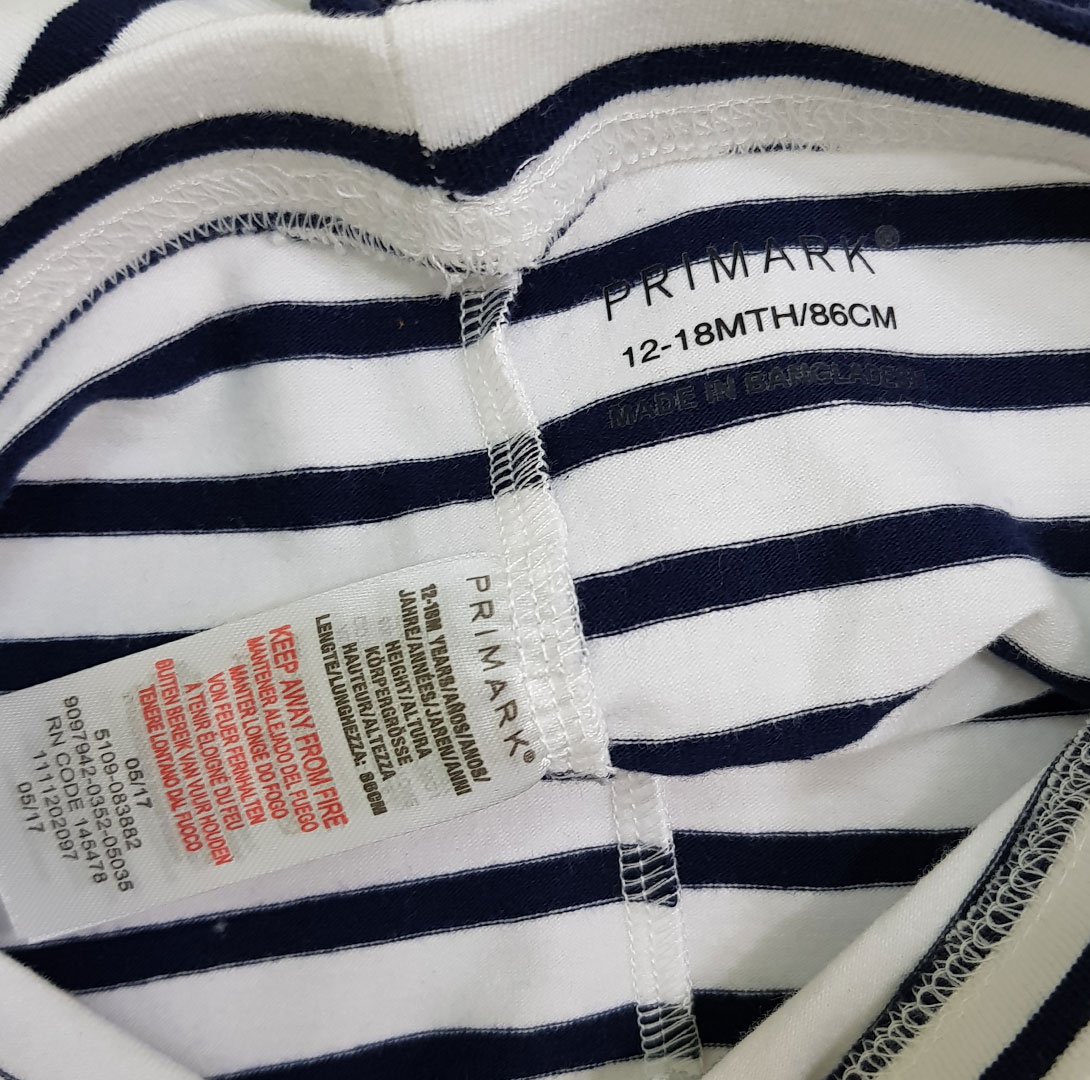 PRIMARK®
12-18MTH/86CM
MADE IN BANGLADESH
PRIMARK®
12-18M YEARS/AÑOS/ANOS/
JAHRE/ANNÉES/JAREN/ANNI
HEIGHT/ALTURA
KÖRPERGRÖSSE
HAUTEUR/ALTEZZA
LENGTE/LUNGHEZZA: 86CM
KEEP AWAY FROM FIRE
MANTENER ALEJADO DEL FUEGO
MANTER LONGE DO FOGO
VON FEUER FERNHALTEN
A TENIR ÉLOIGNÉ DU FEU
BUITEN BEREIK VAN VUUR HOUDEN
TENERE LONTANO DAL FUOCO
05/17
5109-083882
9097942-0352-05035
RN CODE 145478
1111202097
05/17